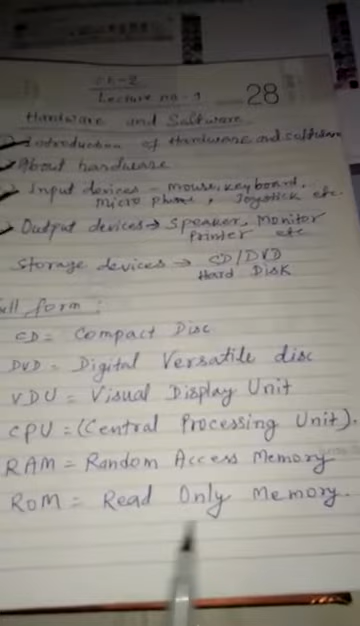 Ch-2
Lecture no-1 28
Hardware and Software
Introduction of Hardware and software
About hardware
Input devices - mouse, keyboard,
micro phone, Joystick etc.
Output devices → Speaker, Monitor
Printer etc
Storage devices → CD/DVD
Hard Disk
full form:
CD = Compact Disc
DVD = Digital Versatile disc
VDU = Visual Display Unit
CPU = (Central Processing Unit).
RAM = Random Access Memory
ROM = Read Only Memory.